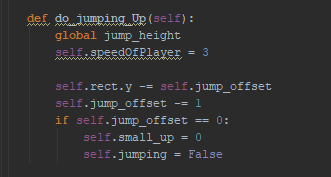 def do_jumping_Up(self):
    global jump_height
    self.speedOfPlayer = 3

    self.rect.y -= self.jump_offset
    self.jump_offset -= 1
    if self.jump_offset == 0:
        self.small_up = 0
        self.jumping = False